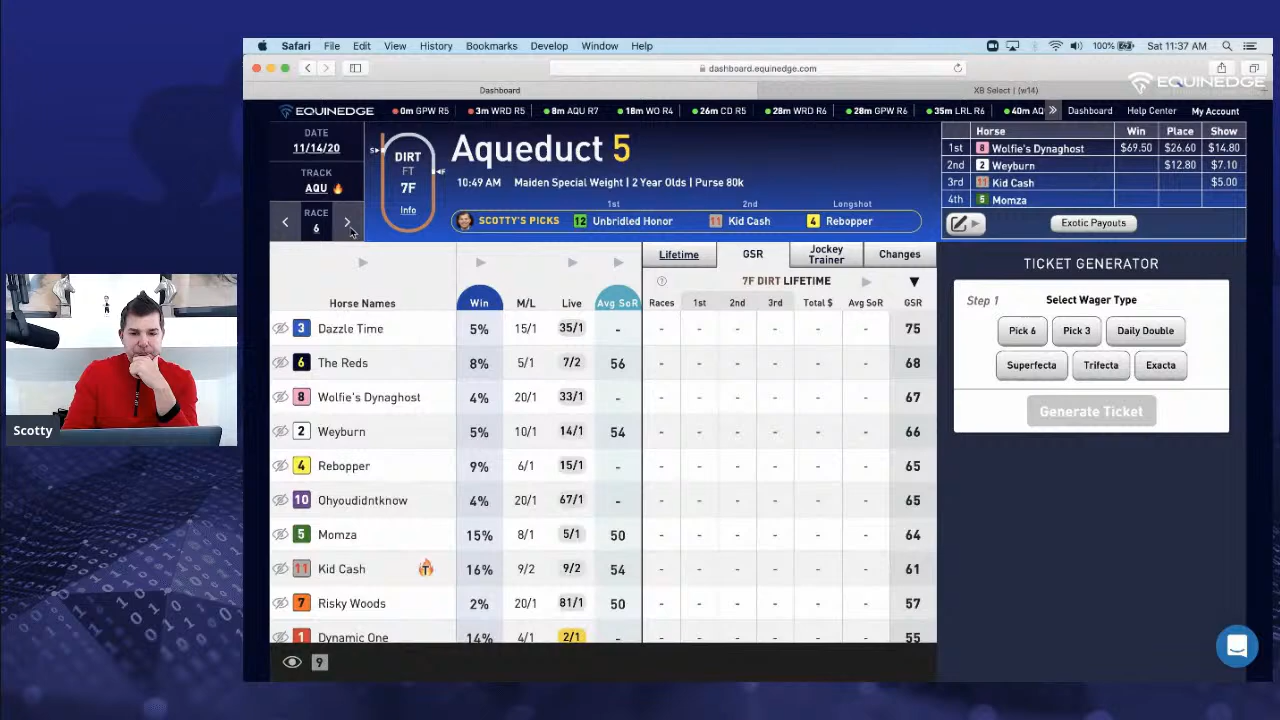 Safari File Edit View History Bookmarks Develop Window Help 100% Sat 11:37 AM
dashboard.equinedge.com
Dashboard XB Select | (w14)
EQUINEDGE
EQUINEDGE 0m GPW R5 3m WRD R5 8m AQU R7 18m WO R4 26m CD R5 28m WRD R6 28m GPW R6 35m LRL R6 40m AQ Dashboard Help Center My Account
DATE
11/14/20
TRACK
AQU
RACE
6
S
DIRT
FT
7F
F
Info
Aqueduct 5
10:49 AM Maiden Special Weight | 2 Year Olds | Purse 80k
1st 2nd Longshot
SCOTTY'S PICKS 12 Unbridled Honor 11 Kid Cash 4 Rebopper
Horse Win Place Show
1st 8 Wolfie's Dynaghost $69.50 $26.60 $14.80
2nd 2 Weyburn $12.80 $7.10
3rd 11 Kid Cash $5.00
4th 5 Momza
Exotic Payouts
Lifetime GSR Jockey Trainer Changes
7F DIRT LIFETIME
Horse Names Win M/L Live Avg SoR Races 1st 2nd 3rd Total $ Avg SoR GSR
3 Dazzle Time 5% 15/1 35/1 - - - - - - - 75
6 The Reds 8% 5/1 7/2 56 - - - - - - 68
8 Wolfie's Dynaghost 4% 20/1 33/1 - - - - - - - 67
2 Weyburn 5% 10/1 14/1 54 - - - - - - 66
4 Rebopper 9% 6/1 15/1 - - - - - - - 65
10 Ohyoudidntknow 4% 20/1 67/1 - - - - - - - 65
5 Momza 15% 8/1 5/1 50 - - - - - - 64
11 Kid Cash T 16% 9/2 9/2 54 - - - - - - 61
7 Risky Woods 2% 20/1 81/1 50 - - - - - - 57
1 Dynamic One 14% 4/1 2/1 - - - - - - - 55
9
TICKET GENERATOR
Step 1 Select Wager Type
Pick 6 Pick 3 Daily Double
Superfecta Trifecta Exacta
Generate Ticket
Scotty